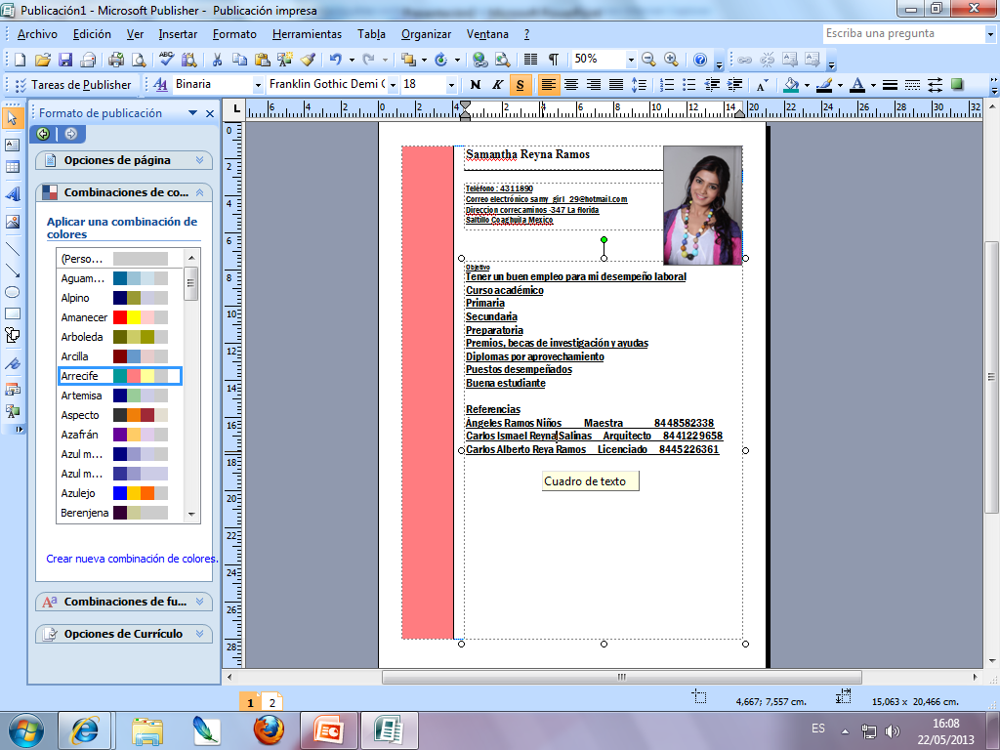 Publicación1 - Microsoft Publisher - Publicación impresa
Archivo Edición Ver Insertar Formato Herramientas Tabla Organizar Ventana ? Escriba una pregunta
50%
Tareas de Publisher Binaria Franklin Gothic Demi C 18 N K S
Formato de publicación
Opciones de página
Combinaciones de co...
Aplicar una combinación de
colores
(Perso...
Aguam...
Alpino
Amanecer
Arboleda
Arcilla
Arrecife
Artemisa
Aspecto
Azafrán
Azul m...
Azul m...
Azulejo
Berenjena
Crear nueva combinación de colores.
Combinaciones de fu...
Opciones de Currículo
Samantha Reyna Ramos
Teléfono : 4311890
Correo electrónico samy_girl_29@hotmail.com
Direccion correcaminos -347 La florida
Saltillo Coaghuila Mexico
Objetivo
Tener un buen empleo para mi desempeño laboral
Curso académico
Primaria
Secundaria
Preparatoria
Premios, becas de investigación y ayudas
Diplomas por aprovechamiento
Puestos desempeñados
Buena estudiante
Referencias
Ángeles Ramos Niños Maestra 8448582338
Carlos Ismael Reyna Salinas Arquitecto 8441229658
Carlos Alberto Reya Ramos Licenciado 8445226361
Cuadro de texto
1 2
4,667; 7,557 cm. 15,063 x 20,466 cm.
ES
16:08
22/05/2013